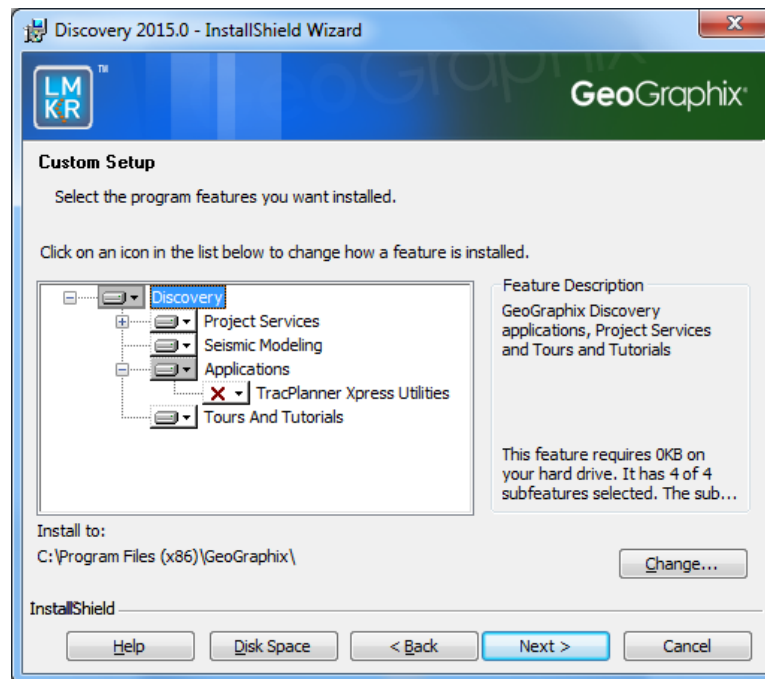 Discovery 2015.0 - InstallShield Wizard
LMKR™
GeoGraphix
GeoGraphix®
Custom Setup
Select the program features you want installed.
Click on an icon in the list below to change how a feature is installed.
Discovery
Project Services
Seismic Modeling
Applications
TracPlanner Xpress Utilities
Tours And Tutorials
Feature Description
GeoGraphix Discovery
applications, Project Services
and Tours and Tutorials
This feature requires 0KB on
your hard drive. It has 4 of 4
subfeatures selected. The sub...
Install to:
C:\Program Files (x86)\GeoGraphix\
Change...
InstallShield
Help
Disk Space
< Back
Next >
Cancel